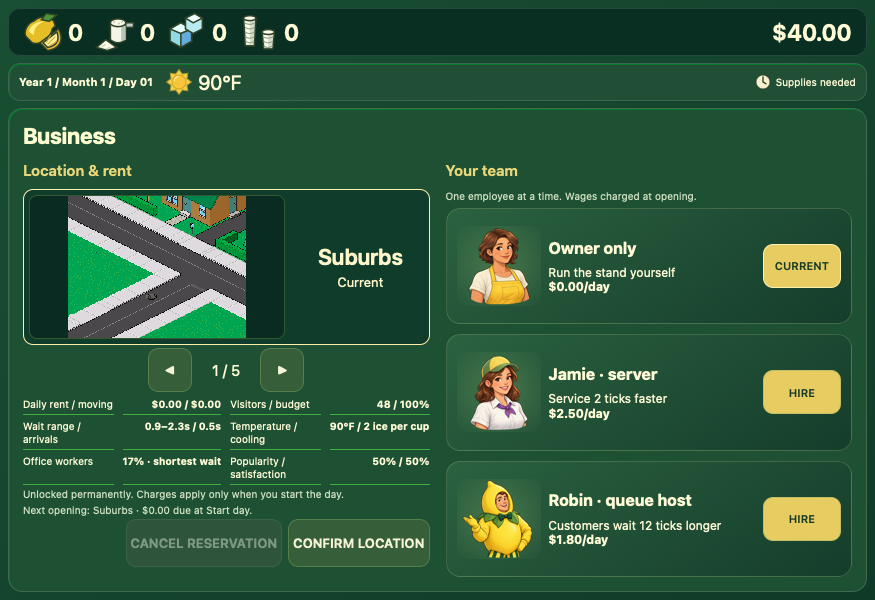 0 0 0 0 $40.00
Year 1 / Month 1 / Day 01 90°F Supplies needed
Business
Location & rent
Suburbs
Current
◄ 1 / 5 ►
Daily rent / moving $0.00 / $0.00 Visitors / budget 48 / 100%
Wait range / arrivals 0.9–2.3s / 0.5s Temperature / cooling 90°F / 2 ice per cup
Office workers 17% · shortest wait Popularity / satisfaction 50% / 50%
Unlocked permanently. Charges apply only when you start the day.
Next opening: Suburbs · $0.00 due at Start day.
CANCEL RESERVATION CONFIRM LOCATION
Your team
One employee at a time. Wages charged at opening.
Owner only
Run the stand yourself
$0.00/day
CURRENT
Jamie · server
Service 2 ticks faster
$2.50/day
HIRE
Robin · queue host
Customers wait 12 ticks longer
$1.80/day
HIRE